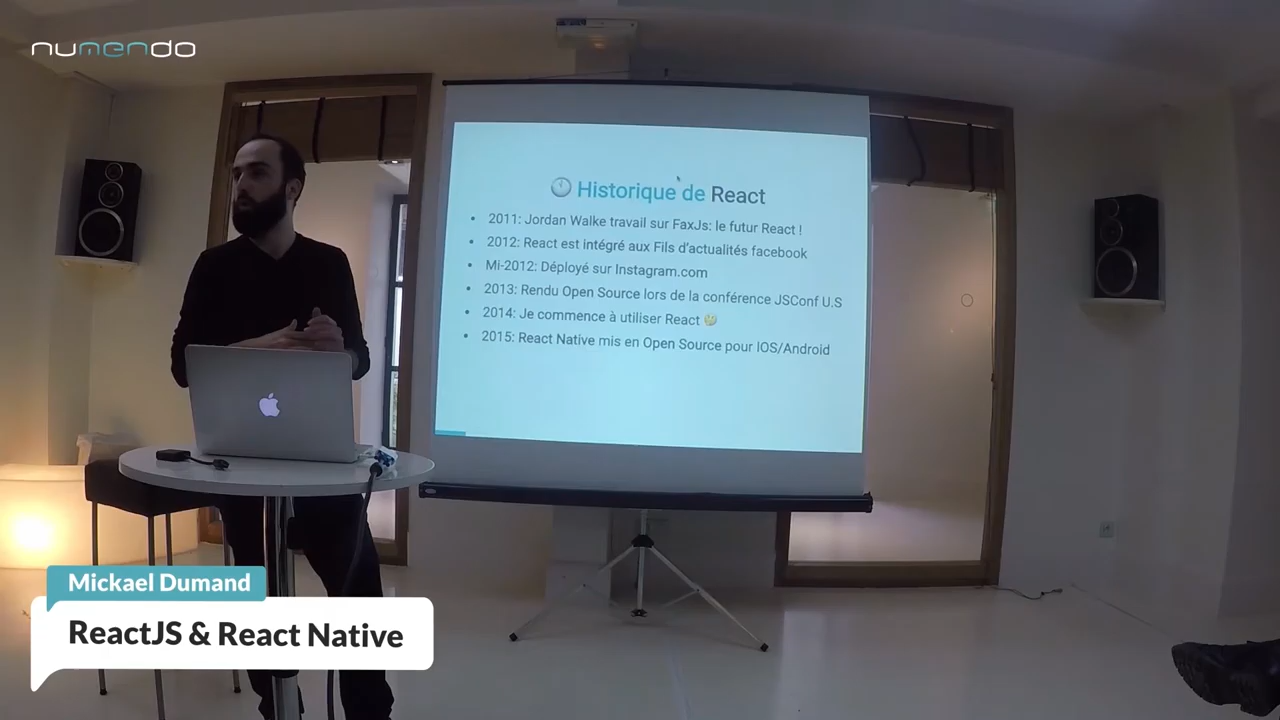 numendo
Historique de React
• 2011: Jordan Walke travail sur FaxJs: le futur React !
• 2012: React est intégré aux Fils d'actualités facebook
• Mi-2012: Déployé sur Instagram.com
• 2013: Rendu Open Source lors de la conférence JSConf U.S
• 2014: Je commence à utiliser React 🤔
• 2015: React Native mis en Open Source pour IOS/Android
Mickael Dumand
ReactJS & React Native